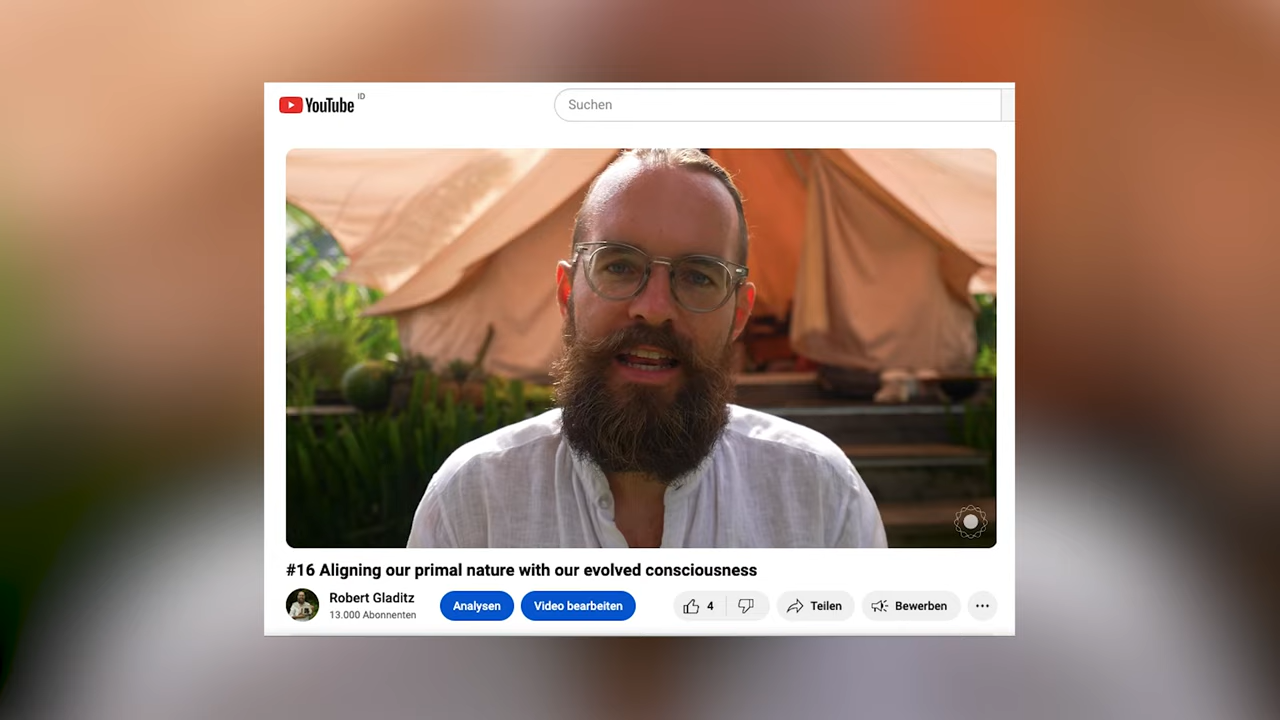 YouTube ID
Suchen
#16 Aligning our primal nature with our evolved consciousness
Robert Gladitz
13.000 Abonnenten
Analysen
Video bearbeiten
4
Teilen
Bewerben